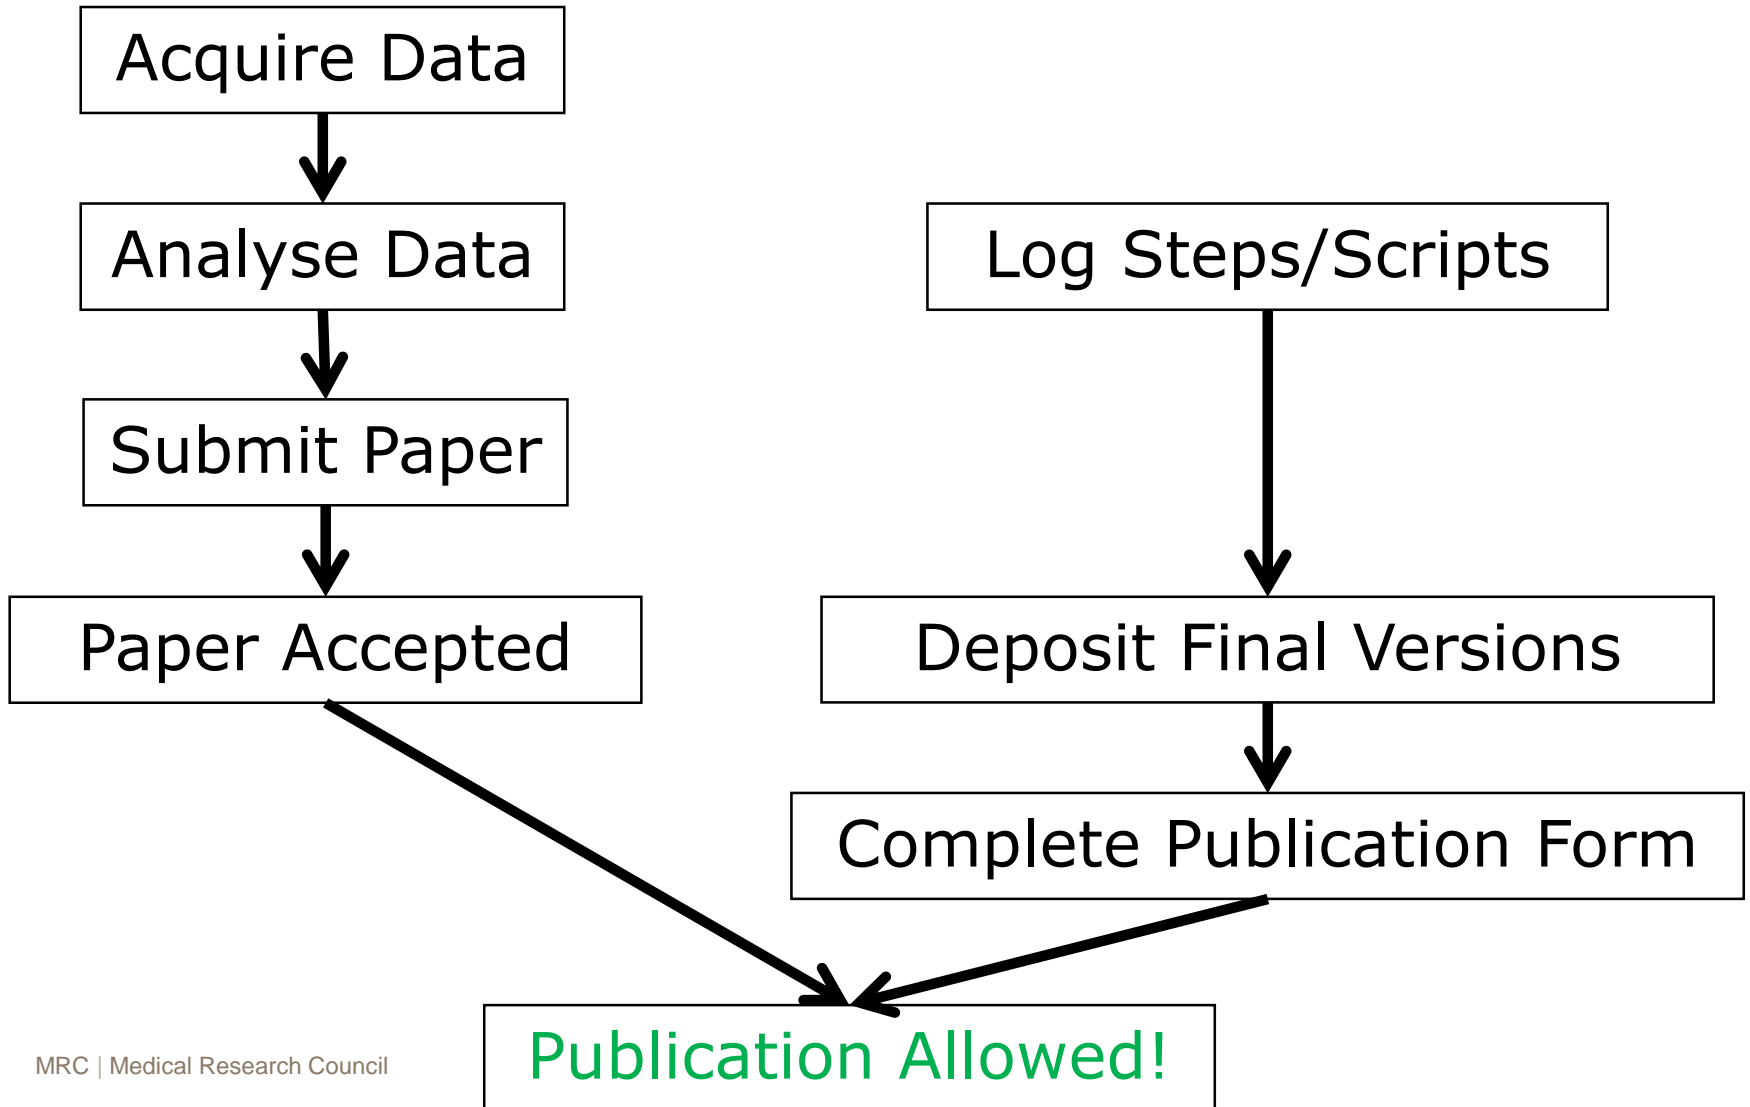 Acquire Data
Analyse Data
Log Steps/Scripts
Submit Paper
Paper Accepted
Deposit Final Versions
Complete Publication Form
Publication Allowed!
MRC | Medical Research Council